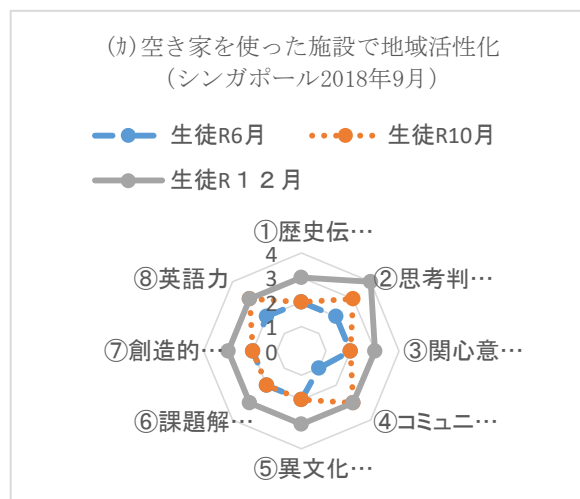 ㈎空き家を使った施設で地域活性化
（シンガポール2018年9月）
生徒R6月
生徒R10月
生徒R１２月
①歴史伝…
②思考判…
③関心意…
④コミュニ…
⑤異文化…
⑥課題解…
⑦創造的…
⑧英語力
4
3
2
1
0